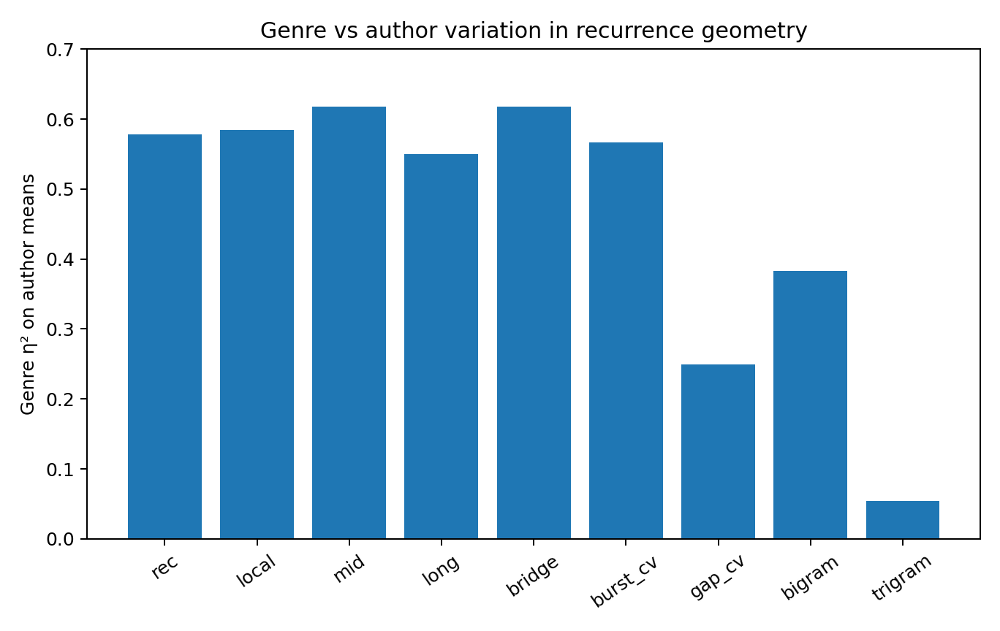 Genre vs author variation in recurrence geometry
Genre η² on author means
0.7
0.6
0.5
0.4
0.3
0.2
0.1
0.0
rec
local
mid
long
bridge
burst_cv
gap_cv
bigram
trigram